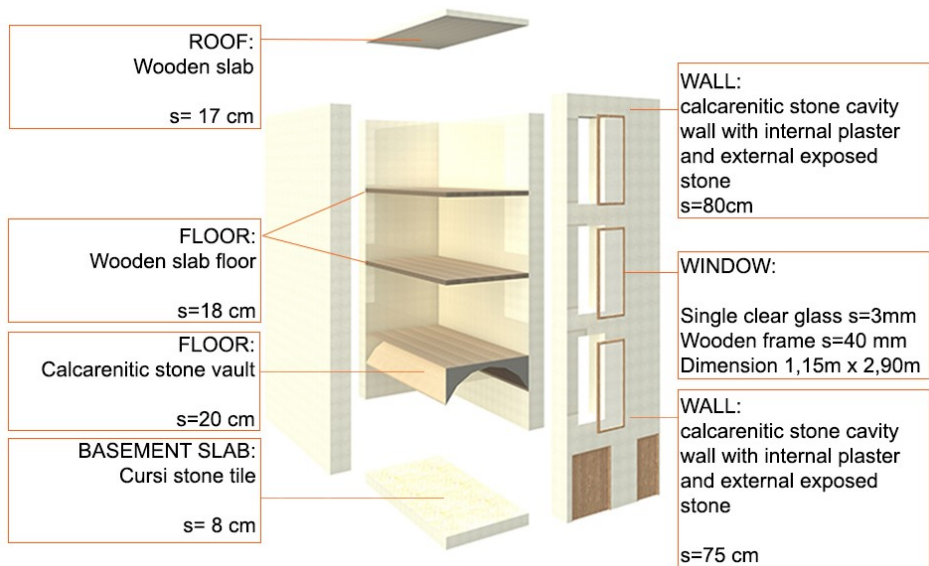 ROOF:
Wooden slab
s= 17 cm
FLOOR:
Wooden slab floor
s=18 cm
FLOOR:
Calcarenitic stone vault
s=20 cm
BASEMENT SLAB:
Cursi stone tile
s= 8 cm
WALL:
calcarenitic stone cavity
wall with internal plaster
and external exposed
stone
s=80cm
WINDOW:
Single clear glass s=3mm
Wooden frame s=40 mm
Dimension 1,15m x 2,90m
WALL:
calcarenitic stone cavity
wall with internal plaster
and external exposed
stone
s=75 cm